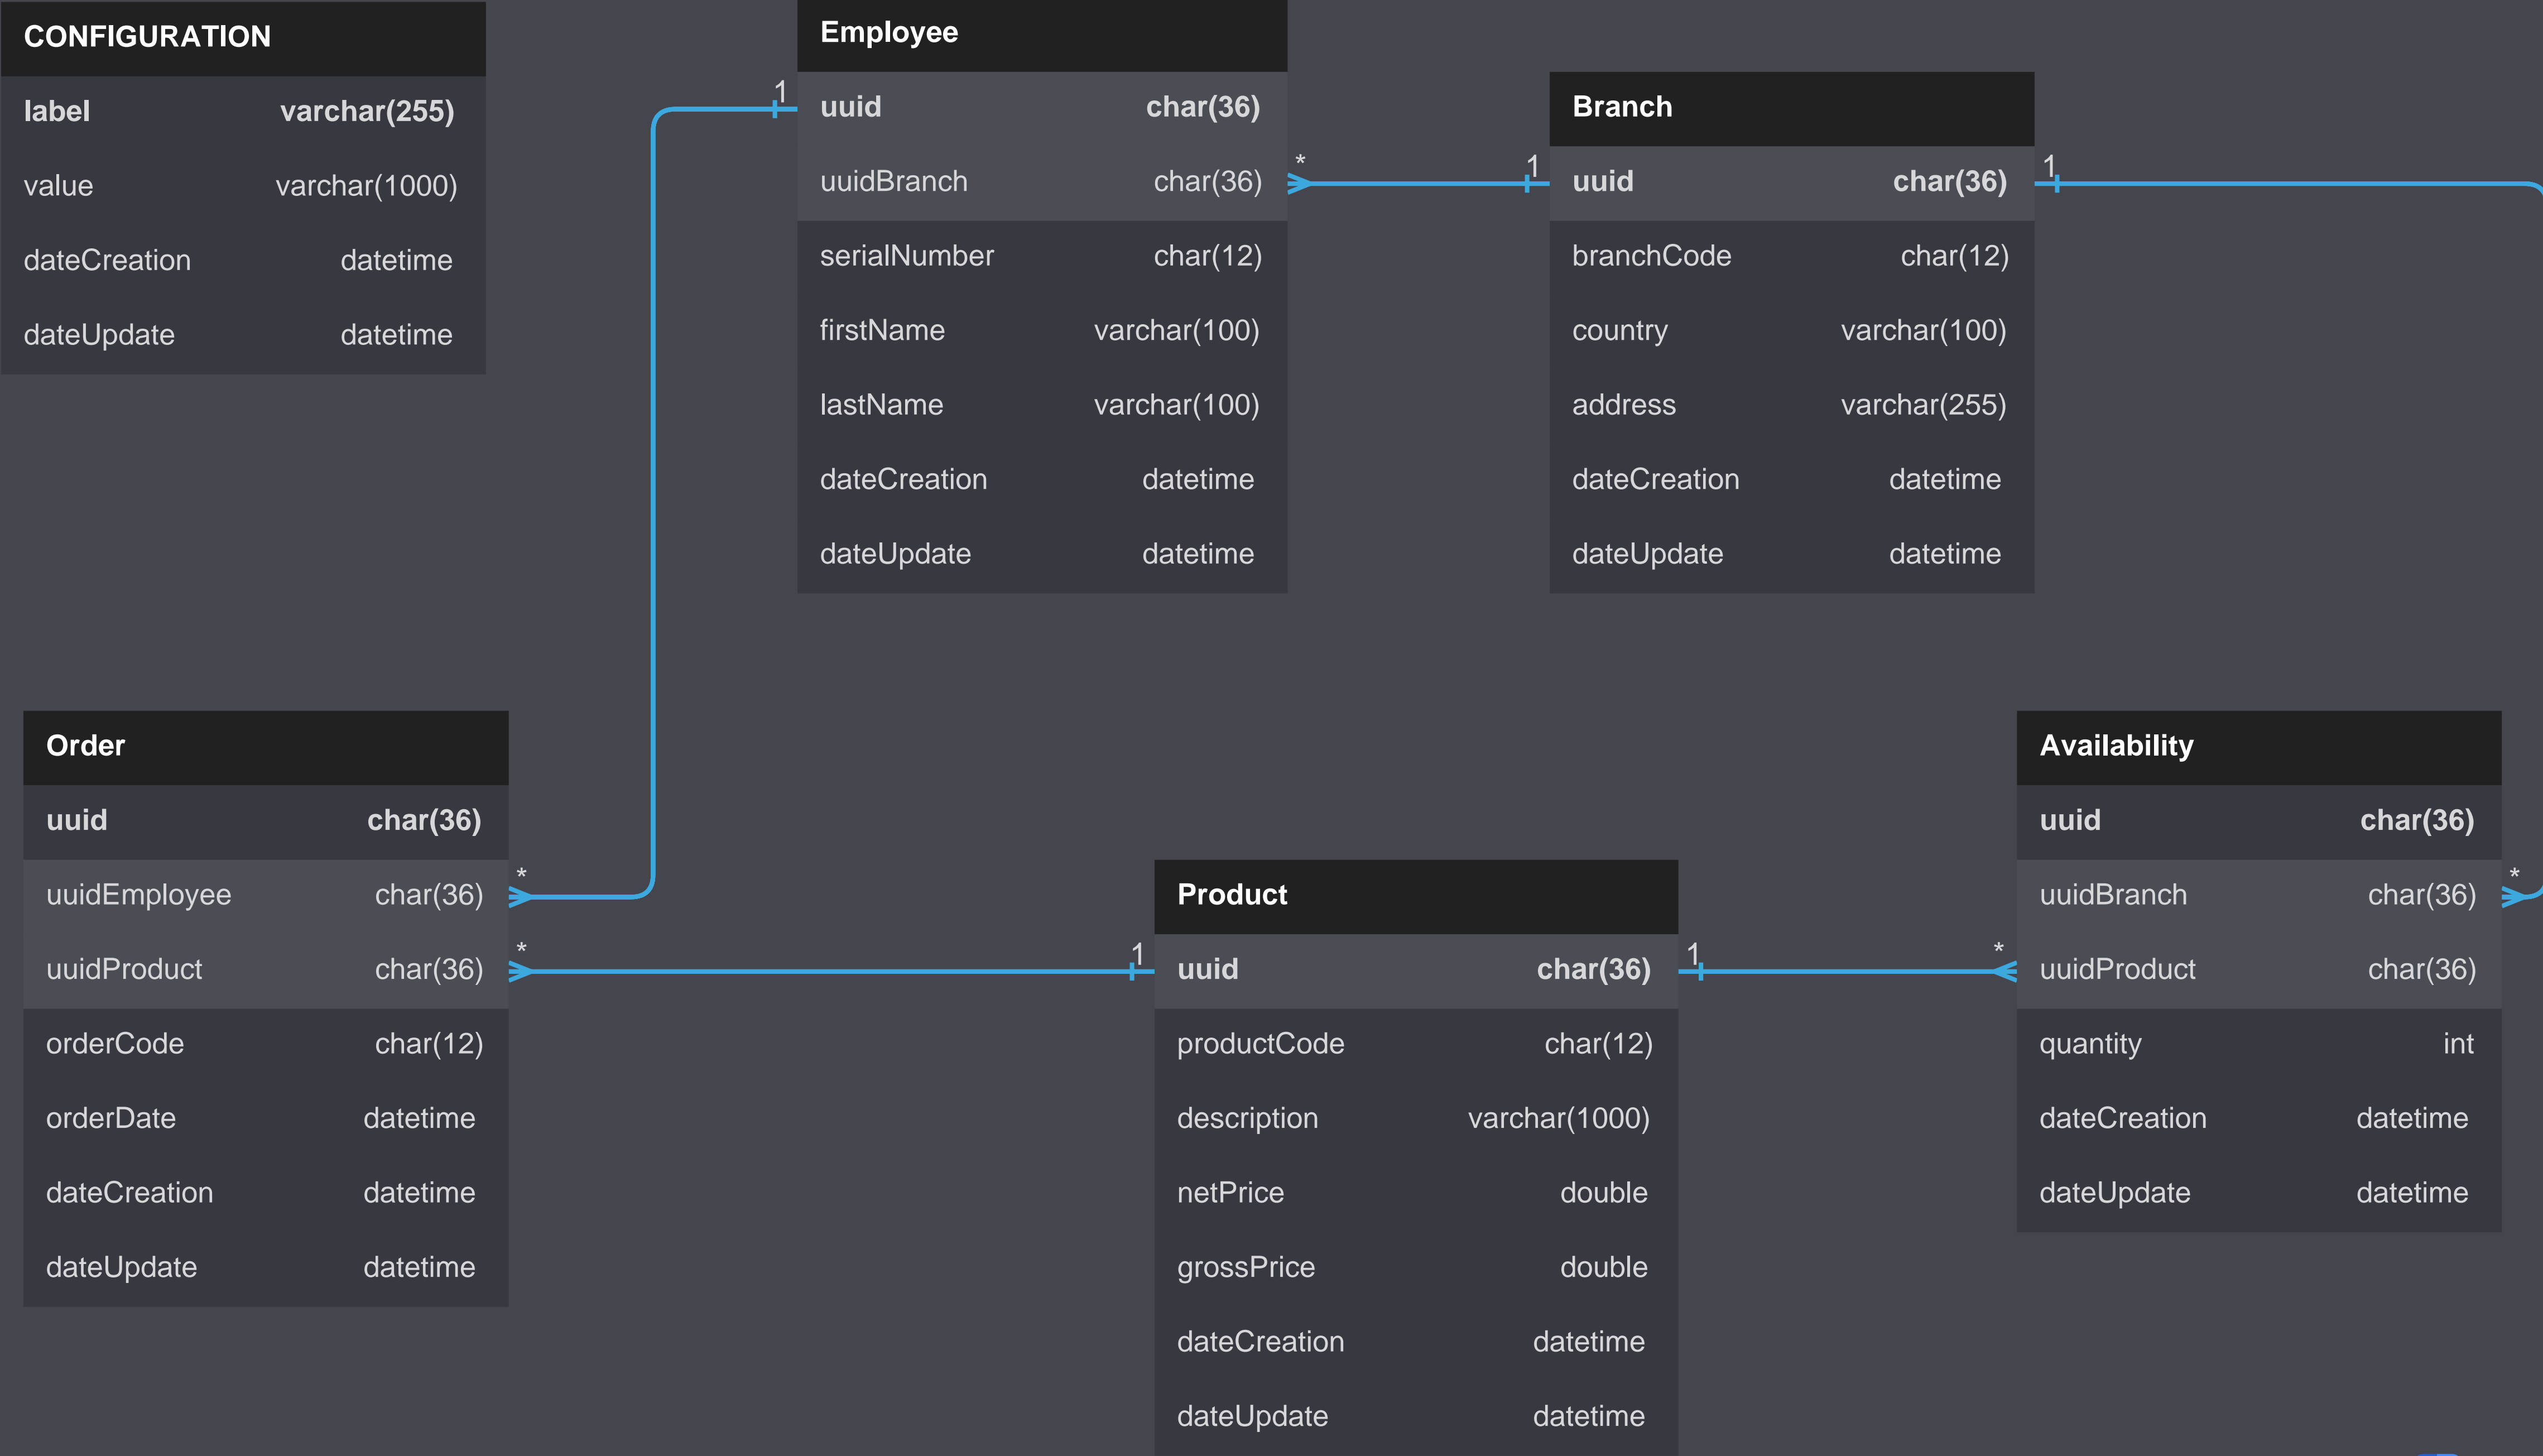 CONFIGURATION
label varchar(255)
value varchar(1000)
dateCreation datetime
dateUpdate datetime
Employee
1 uuid char(36)
uuidBranch char(36) *
serialNumber char(12)
firstName varchar(100)
lastName varchar(100)
dateCreation datetime
dateUpdate datetime
Branch
1 uuid char(36) 1
branchCode char(12)
country varchar(100)
address varchar(255)
dateCreation datetime
dateUpdate datetime
Order
uuid char(36)
uuidEmployee char(36) *
uuidProduct char(36) *
orderCode char(12)
orderDate datetime
dateCreation datetime
dateUpdate datetime
Product
1 uuid char(36) 1
productCode char(12)
description varchar(1000)
netPrice double
grossPrice double
dateCreation datetime
dateUpdate datetime
Availability
uuid char(36)
uuidBranch char(36) *
* uuidProduct char(36)
quantity int
dateCreation datetime
dateUpdate datetime